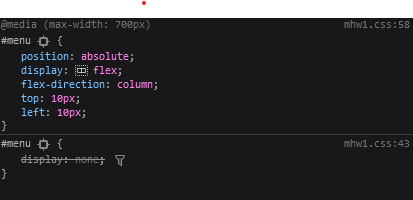 @media (max-width: 700px) mhw1.css:58
#menu {
position: absolute;
display: flex;
flex-direction: column;
top: 10px;
left: 10px;
}
#menu { mhw1.css:43
display: none;
}